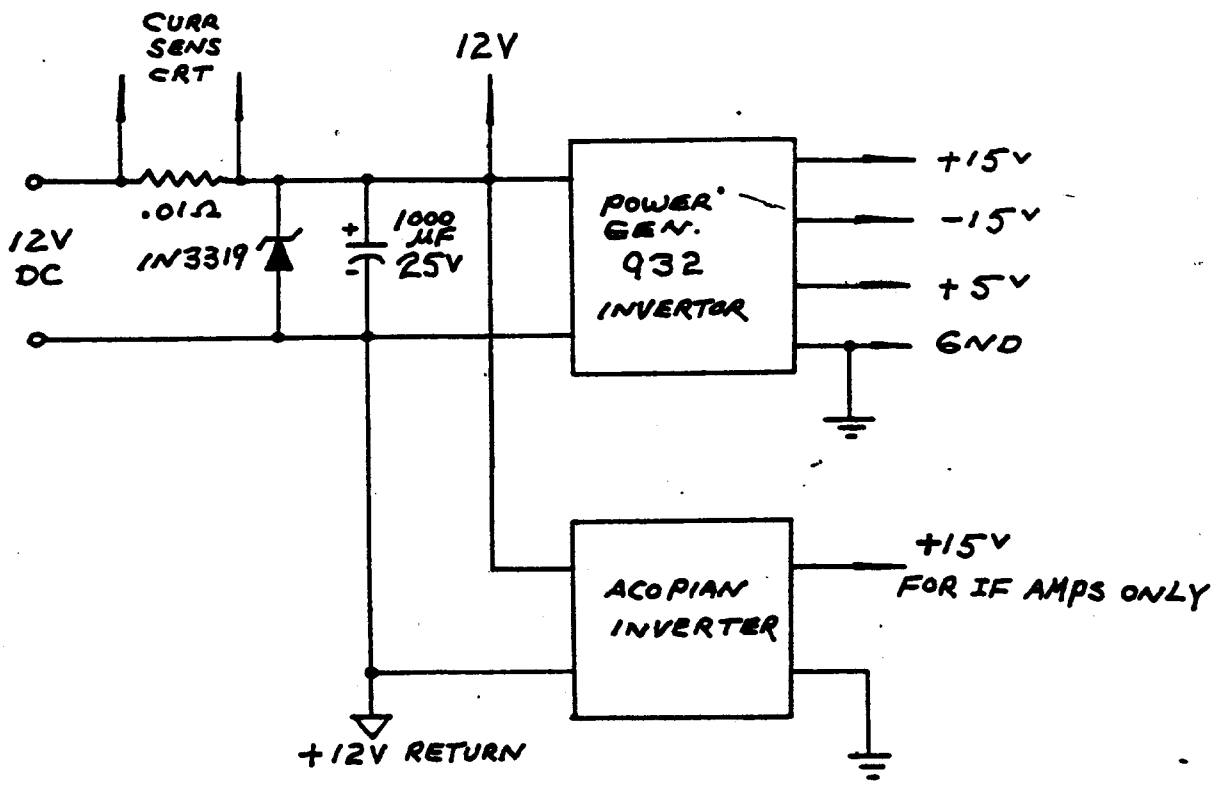 CURR
SENS
CRT
12V
.01Ω
12V
DC
1N3319
+
1000
μF
25V
-
POWER
GEN.
932
INVERTOR
+15V
-15V
+5V
GND
ACOPIAN
INVERTER
+15V
FOR IF AMPS ONLY
+12V RETURN